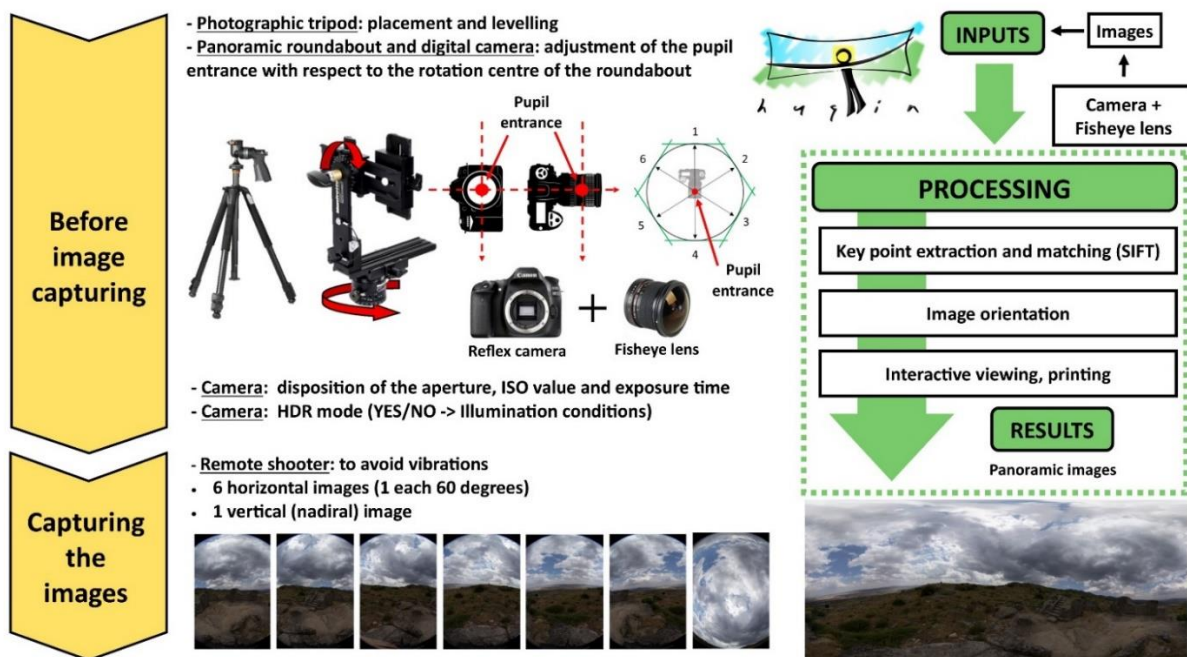 Before
image
capturing
- Photographic tripod: placement and levelling
- Panoramic roundabout and digital camera: adjustment of the pupil
entrance with respect to the rotation centre of the roundabout
Pupil
entrance
1
2
3
4
5
6
Pupil
entrance
Canon
Reflex camera
+
Fisheye lens
- Camera: disposition of the aperture, ISO value and exposure time
- Camera: HDR mode (YES/NO -> Illumination conditions)
Capturing
the
images
- Remote shooter: to avoid vibrations
• 6 horizontal images (1 each 60 degrees)
• 1 vertical (nadiral) image
hugin
INPUTS
Images
Camera +
Fisheye lens
PROCESSING
Key point extraction and matching (SIFT)
Image orientation
Interactive viewing, printing
RESULTS
Panoramic images